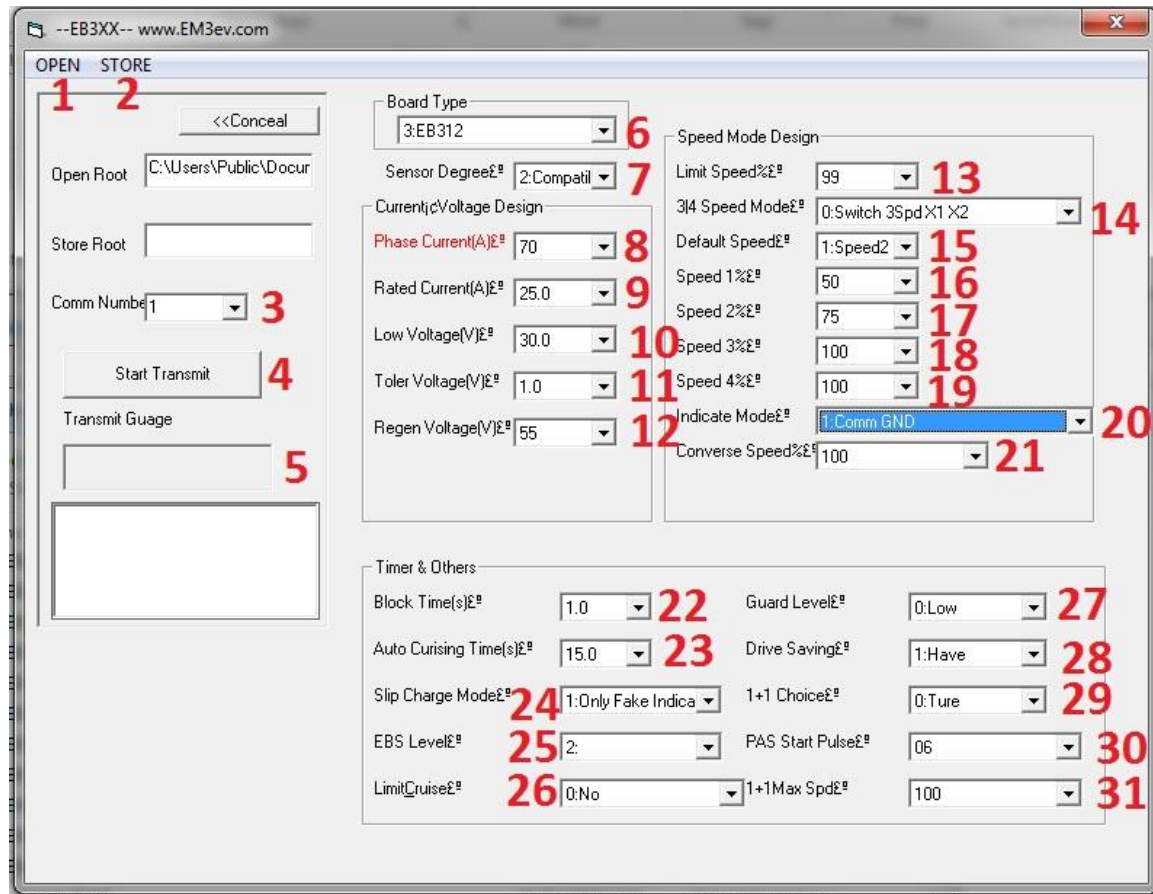 --EB3XX-- www.EM3ev.com
OPEN STORE
1 2
<<Conceal
Open Root C:\Users\Public\Docur
Store Root
Comm Numbe 1 3
Start Transmit 4
Transmit Guage
5
Board Type
3:EB312 6
Sensor Degree£º 2:Compatil 7
Current¡¢Voltage Design
Phase Current(A)£º 70 8
Rated Current(A)£º 25.0 9
Low Voltage(V)£º 30.0 10
Toler Voltage(V)£º 1.0 11
Regen Voltage(V)£º 55 12
Speed Mode Design
Limit Speed%£º 99 13
3|4 Speed Mode£º 0:Switch 3Spd X1 X2 14
Default Speed£º 1:Speed2 15
Speed 1%£º 50 16
Speed 2%£º 75 17
Speed 3%£º 100 18
Speed 4%£º 100 19
Indicate Mode£º 1:Comm GND 20
Converse Speed%£º 100 21
Timer & Others
Block Time(s)£º 1.0 22
Auto Curising Time(s)£º 15.0 23
Slip Charge Mode£º 24 1:Only Fake Indica
EBS Level£º 25 2:
LimitCruise£º 26 0:No
Guard Level£º 0:Low 27
Drive Saving£º 1:Have 28
1+1 Choice£º 0:Ture 29
PAS Start Pulse£º 06 30
1+1Max Spd£º 100 31